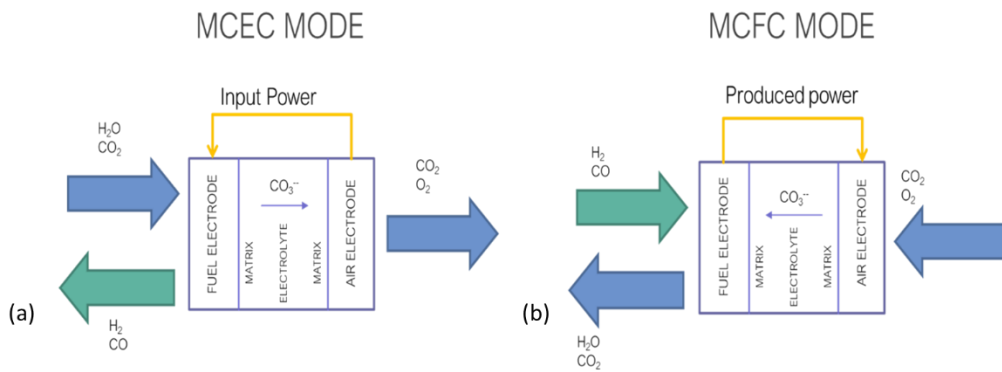 MCEC MODE
Input Power
H₂O
CO₂
FUEL ELECTRODE
MATRIX
CO₃⁻⁻
ELECTROLYTE
MATRIX
AIR ELECTRODE
CO₂
O₂
H₂
CO
(a)
MCFC MODE
Produced power
H₂
CO
FUEL ELECTRODE
MATRIX
CO₃⁻⁻
ELECTROLYTE
MATRIX
AIR ELECTRODE
CO₂
O₂
H₂O
CO₂
(b)